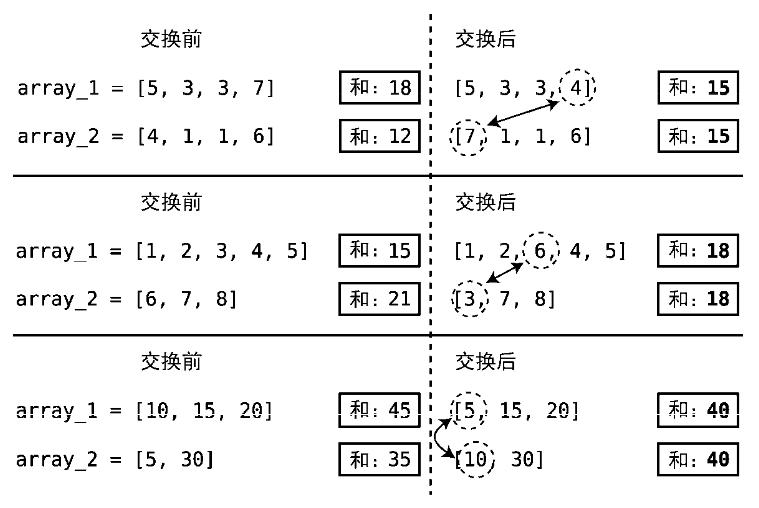 交换前 交换后
array_1 = [5, 3, 3, 7] 和: 18 [5, 3, 3, 4] 和: 15
array_2 = [4, 1, 1, 6] 和: 12 [7, 1, 1, 6] 和: 15
交换前 交换后
array_1 = [1, 2, 3, 4, 5] 和: 15 [1, 2, 6, 4, 5] 和: 18
array_2 = [6, 7, 8] 和: 21 [3, 7, 8] 和: 18
交换前 交换后
array_1 = [10, 15, 20] 和: 45 [5, 15, 20] 和: 40
array_2 = [5, 30] 和: 35 [10, 30] 和: 40